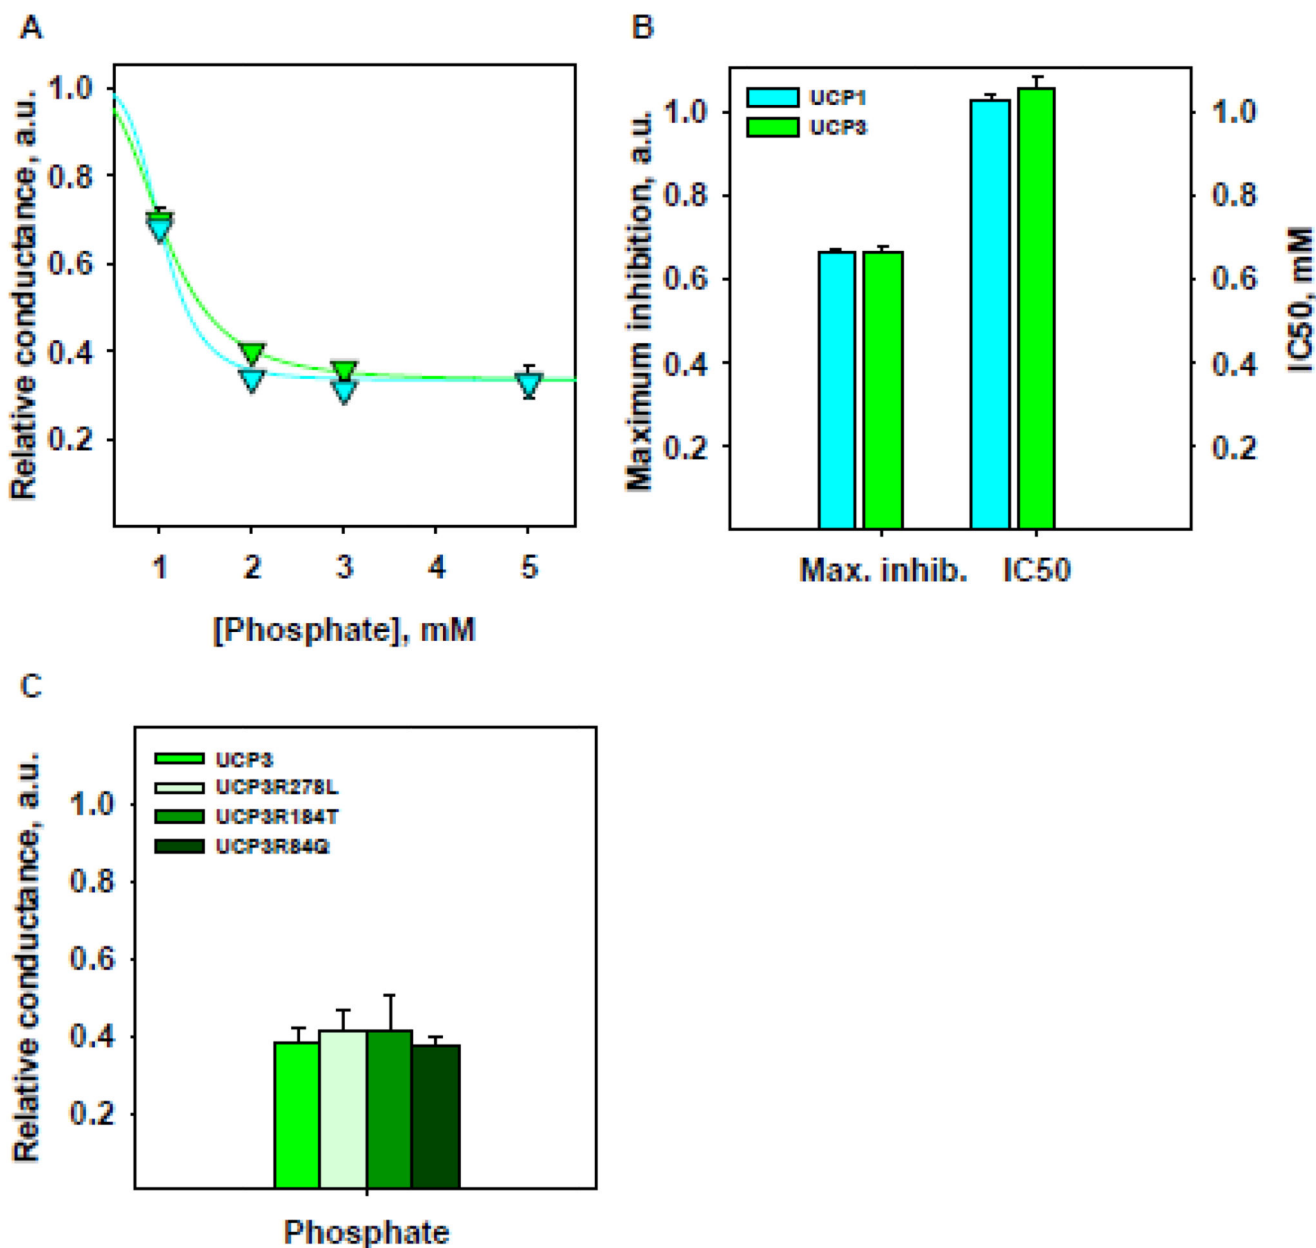 A
Relative conductance, a.u.
1.0
0.8
0.6
0.4
0.2
1 2 3 4 5
[Phosphate], mM
B
Maximum inhibition, a.u.
1.0
0.8
0.6
0.4
0.2
UCP1
UCP3
1.0
0.8
0.6
0.4
0.2
IC50, mM
Max. inhib. IC50
C
Relative conductance, a.u.
1.0
0.8
0.6
0.4
0.2
UCP3
UCP3R278L
UCP3R184T
UCP3R84Q
Phosphate